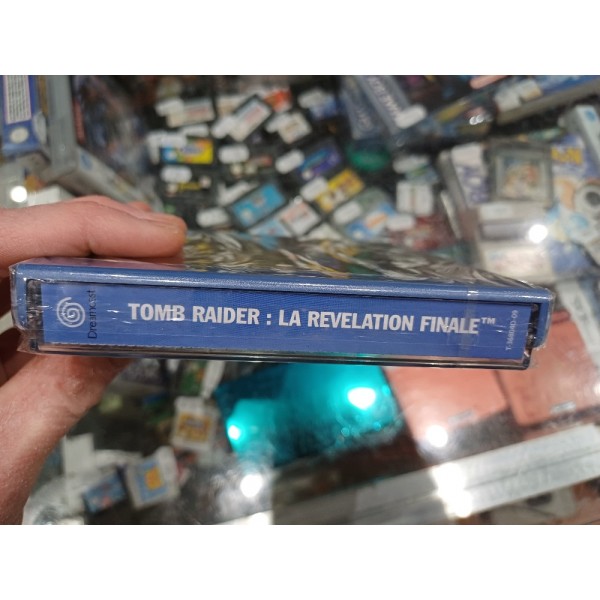 Dreamcast
TOMB RAIDER : LA REVELATION FINALE™